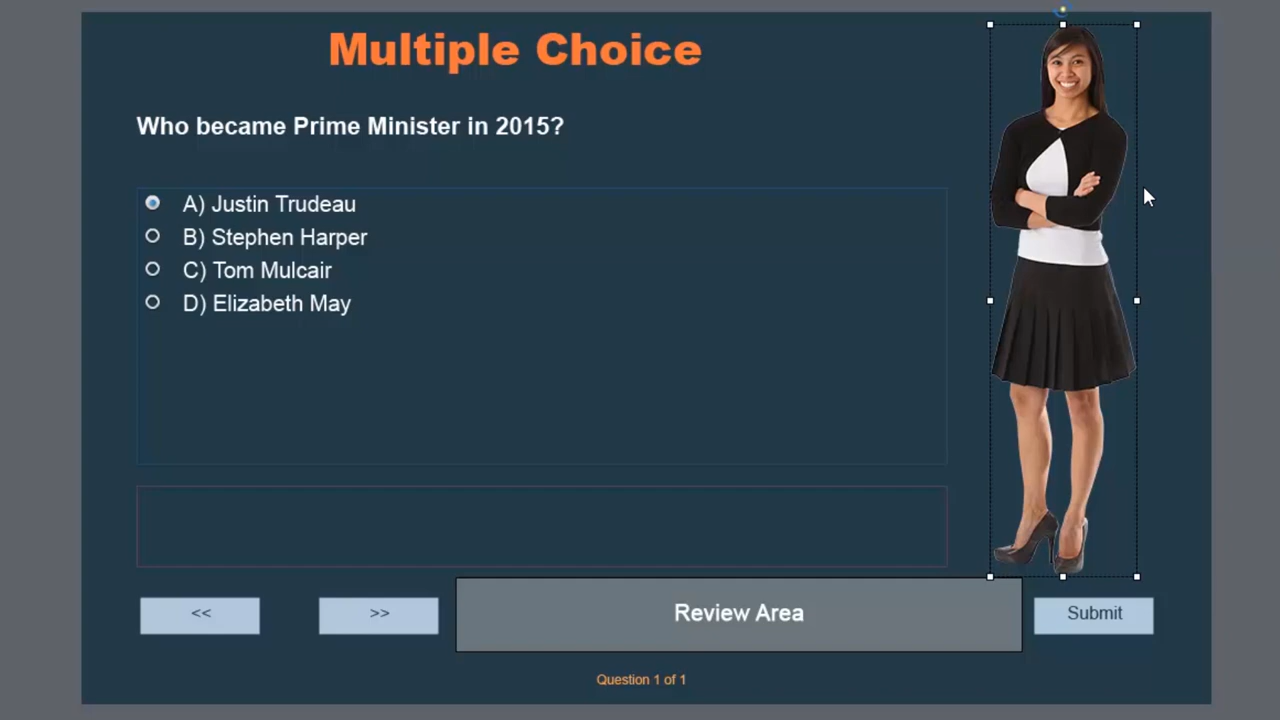 Multiple Choice
Who became Prime Minister in 2015?
A) Justin Trudeau
B) Stephen Harper
C) Tom Mulcair
D) Elizabeth May
<< >> Review Area Submit
Question 1 of 1